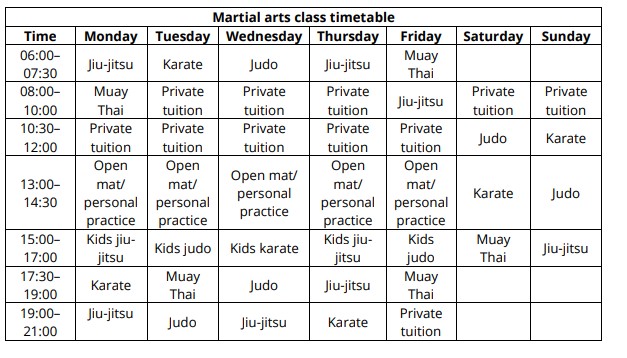 Martial arts class timetable
Time Monday Tuesday Wednesday Thursday Friday Saturday Sunday
06:00–
07:30
Jiu-jitsu
Karate
Judo
Jiu-jitsu
Muay
Thai
08:00–
10:00
Muay
Thai
Private
tuition
Private
tuition
Private
tuition
Jiu-jitsu
Private
tuition
Private
tuition
10:30–
12:00
Private
tuition
Private
tuition
Private
tuition
Private
tuition
Private
tuition
Judo
Karate
13:00–
14:30
Open
mat/
personal
practice
Open
mat/
personal
practice
Open mat/
personal
practice
Open
mat/
personal
practice
Open
mat/
personal
practice
Karate
Judo
15:00–
17:00
Kids jiu-
jitsu
Kids judo
Kids karate
Kids jiu-
jitsu
Kids
judo
Muay
Thai
Jiu-jitsu
17:30–
19:00
Karate
Muay
Thai
Judo
Jiu-jitsu
Muay
Thai
19:00–
21:00
Jiu-jitsu
Judo
Jiu-jitsu
Karate
Private
tuition